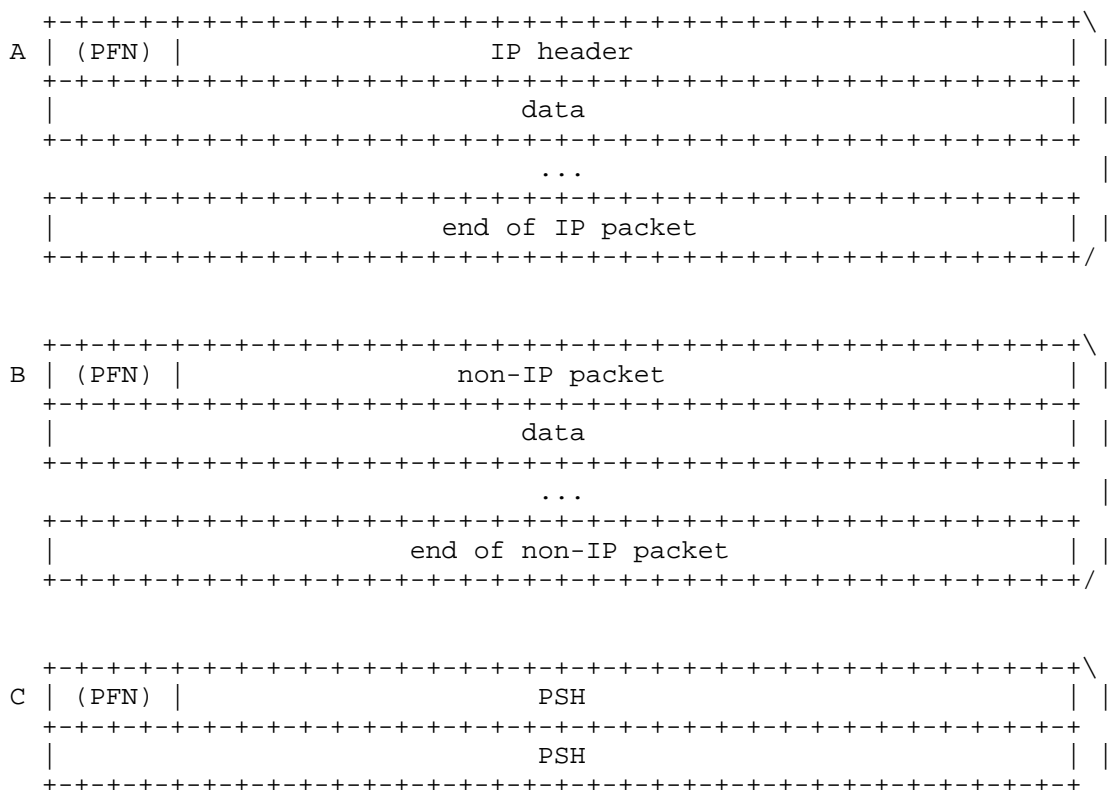 +-+-+-+-+-+-+-+-+-+-+-+-+-+-+-+-+-+-+-+-+-+-+-+-+-+-+-+-+-+-+-+-+\
A | (PFN) |                   IP header                           | |
  +-+-+-+-+-+-+-+-+-+-+-+-+-+-+-+-+-+-+-+-+-+-+-+-+-+-+-+-+-+-+-+-+
  |                             data                              | |
  +-+-+-+-+-+-+-+-+-+-+-+-+-+-+-+-+-+-+-+-+-+-+-+-+-+-+-+-+-+-+-+-+
                                 ...                                |
  +-+-+-+-+-+-+-+-+-+-+-+-+-+-+-+-+-+-+-+-+-+-+-+-+-+-+-+-+-+-+-+-+
  |                        end of IP packet                       | |
  +-+-+-+-+-+-+-+-+-+-+-+-+-+-+-+-+-+-+-+-+-+-+-+-+-+-+-+-+-+-+-+-+/
  +-+-+-+-+-+-+-+-+-+-+-+-+-+-+-+-+-+-+-+-+-+-+-+-+-+-+-+-+-+-+-+-+\
B | (PFN) |                 non-IP packet                         | |
  +-+-+-+-+-+-+-+-+-+-+-+-+-+-+-+-+-+-+-+-+-+-+-+-+-+-+-+-+-+-+-+-+
  |                             data                              | |
  +-+-+-+-+-+-+-+-+-+-+-+-+-+-+-+-+-+-+-+-+-+-+-+-+-+-+-+-+-+-+-+-+
                                 ...                                |
  +-+-+-+-+-+-+-+-+-+-+-+-+-+-+-+-+-+-+-+-+-+-+-+-+-+-+-+-+-+-+-+-+
  |                      end of non-IP packet                     | |
  +-+-+-+-+-+-+-+-+-+-+-+-+-+-+-+-+-+-+-+-+-+-+-+-+-+-+-+-+-+-+-+-+/
  +-+-+-+-+-+-+-+-+-+-+-+-+-+-+-+-+-+-+-+-+-+-+-+-+-+-+-+-+-+-+-+-+\
C | (PFN) |                      PSH                              | |
  +-+-+-+-+-+-+-+-+-+-+-+-+-+-+-+-+-+-+-+-+-+-+-+-+-+-+-+-+-+-+-+-+
  |                              PSH                              | |
  +-+-+-+-+-+-+-+-+-+-+-+-+-+-+-+-+-+-+-+-+-+-+-+-+-+-+-+-+-+-+-+-+